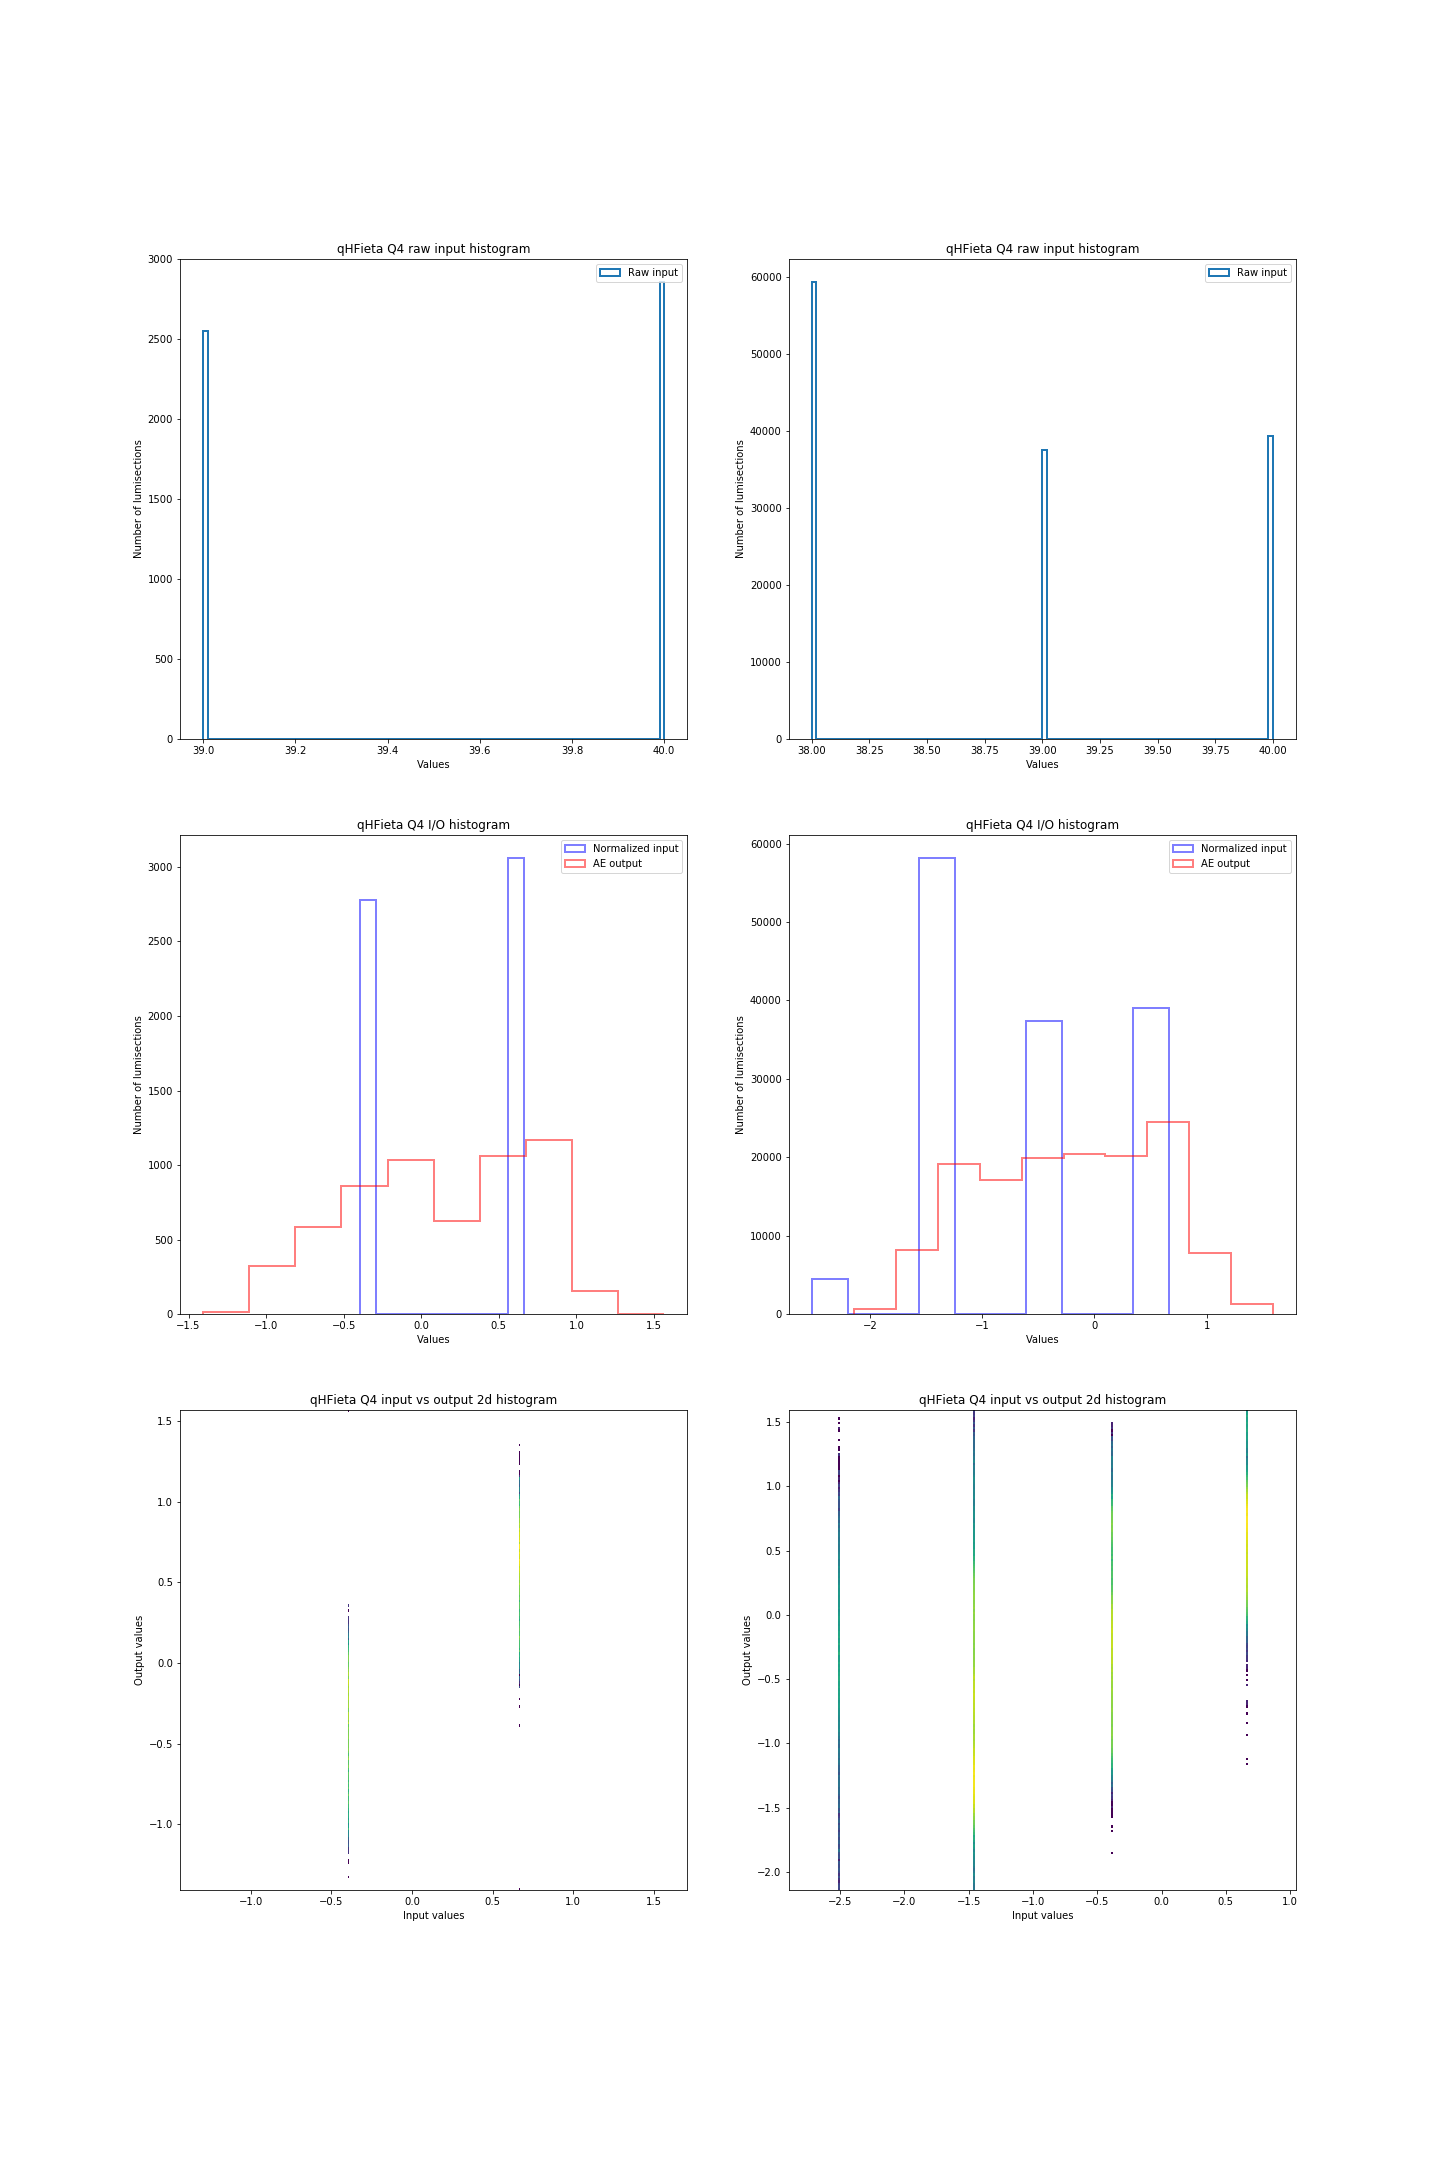 qHFieta Q4 raw input histogram
Number of lumisections
3000
2500
2000
1500
1000
500
0
Raw input
39.0 39.2 39.4 39.6 39.8 40.0
Values
qHFieta Q4 raw input histogram
Number of lumisections
60000
50000
40000
30000
20000
10000
0
Raw input
38.00 38.25 38.50 38.75 39.00 39.25 39.50 39.75 40.00
Values
qHFieta Q4 I/O histogram
Number of lumisections
3000
2500
2000
1500
1000
500
0
Normalized input
AE output
−1.5 −1.0 −0.5 0.0 0.5 1.0 1.5
Values
qHFieta Q4 I/O histogram
Number of lumisections
60000
50000
40000
30000
20000
10000
0
Normalized input
AE output
−2 −1 0 1
Values
qHFieta Q4 input vs output 2d histogram
Output values
1.5
1.0
0.5
0.0
−0.5
−1.0
−1.0 −0.5 0.0 0.5 1.0 1.5
Input values
qHFieta Q4 input vs output 2d histogram
Output values
1.5
1.0
0.5
0.0
−0.5
−1.0
−1.5
−2.0
−2.5 −2.0 −1.5 −1.0 −0.5 0.0 0.5 1.0
Input values